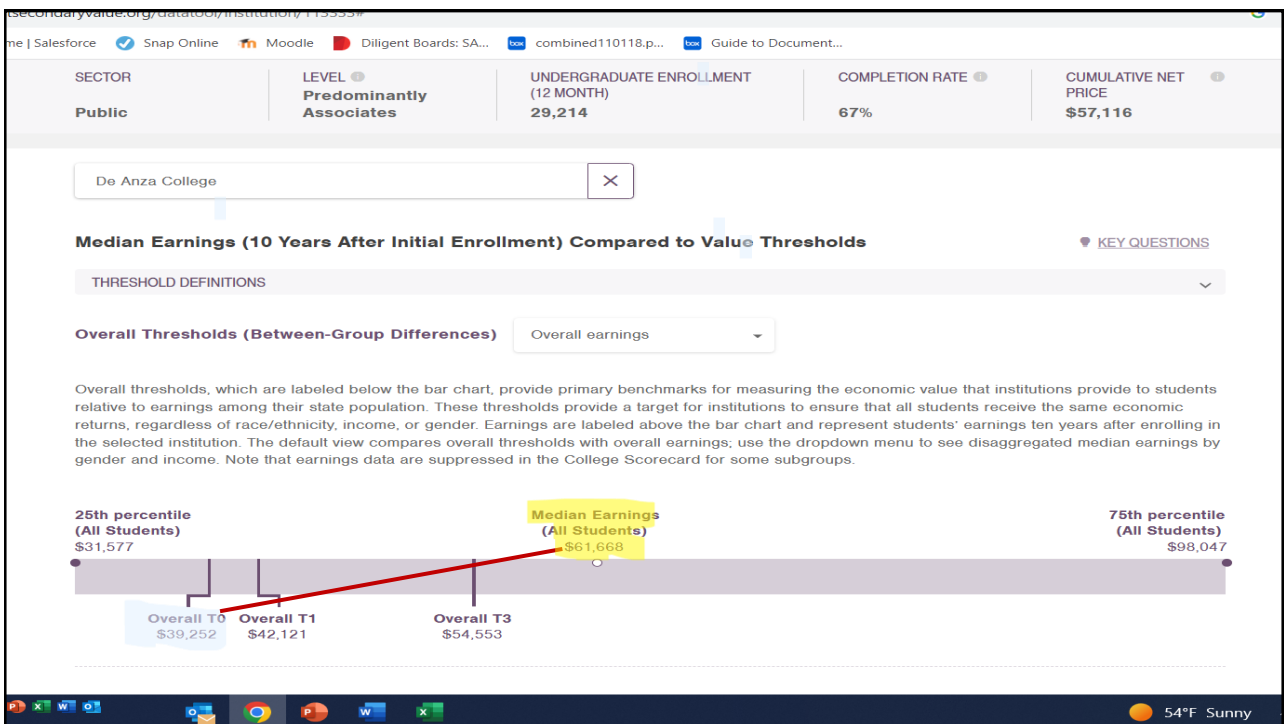 tsecondaryvalue.org/datatool/institution/113333#
me | Salesforce Snap Online Moodle Diligent Boards: SA... box combined110118.p... box Guide to Document...
SECTOR LEVEL UNDERGRADUATE ENROLLMENT COMPLETION RATE CUMULATIVE NET
Predominantly (12 MONTH) PRICE
Public Associates 29,214 67% $57,116
De Anza College
Median Earnings (10 Years After Initial Enrollment) Compared to Value Thresholds KEY QUESTIONS
THRESHOLD DEFINITIONS
Overall Thresholds (Between-Group Differences) Overall earnings
Overall thresholds, which are labeled below the bar chart, provide primary benchmarks for measuring the economic value that institutions provide to students
relative to earnings among their state population. These thresholds provide a target for institutions to ensure that all students receive the same economic
returns, regardless of race/ethnicity, income, or gender. Earnings are labeled above the bar chart and represent students' earnings ten years after enrolling in
the selected institution. The default view compares overall thresholds with overall earnings; use the dropdown menu to see disaggregated median earnings by
gender and income. Note that earnings data are suppressed in the College Scorecard for some subgroups.
25th percentile Median Earnings 75th percentile
(All Students) (All Students) (All Students)
$31,577 $61,668 $98,047
Overall T0 Overall T1 Overall T3
$39,252 $42,121 $54,553
54°F Sunny